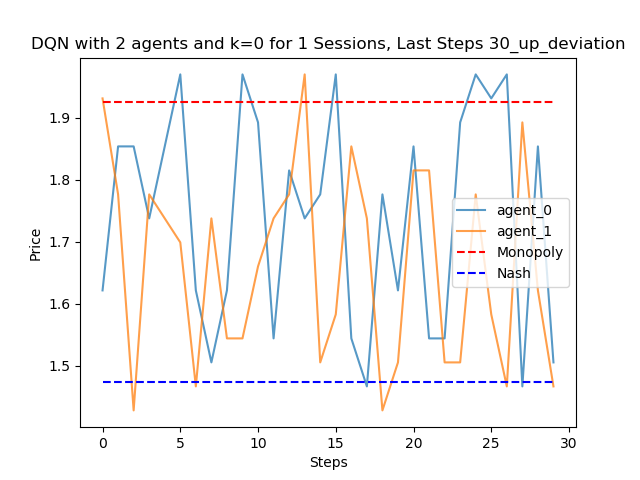 DQN with 2 agents and k=0 for 1 Sessions, Last Steps 30_up_deviation
Price
1.9
1.8
1.7
1.6
1.5
agent_0
agent_1
Monopoly
Nash
0 5 10 15 20 25 30
Steps